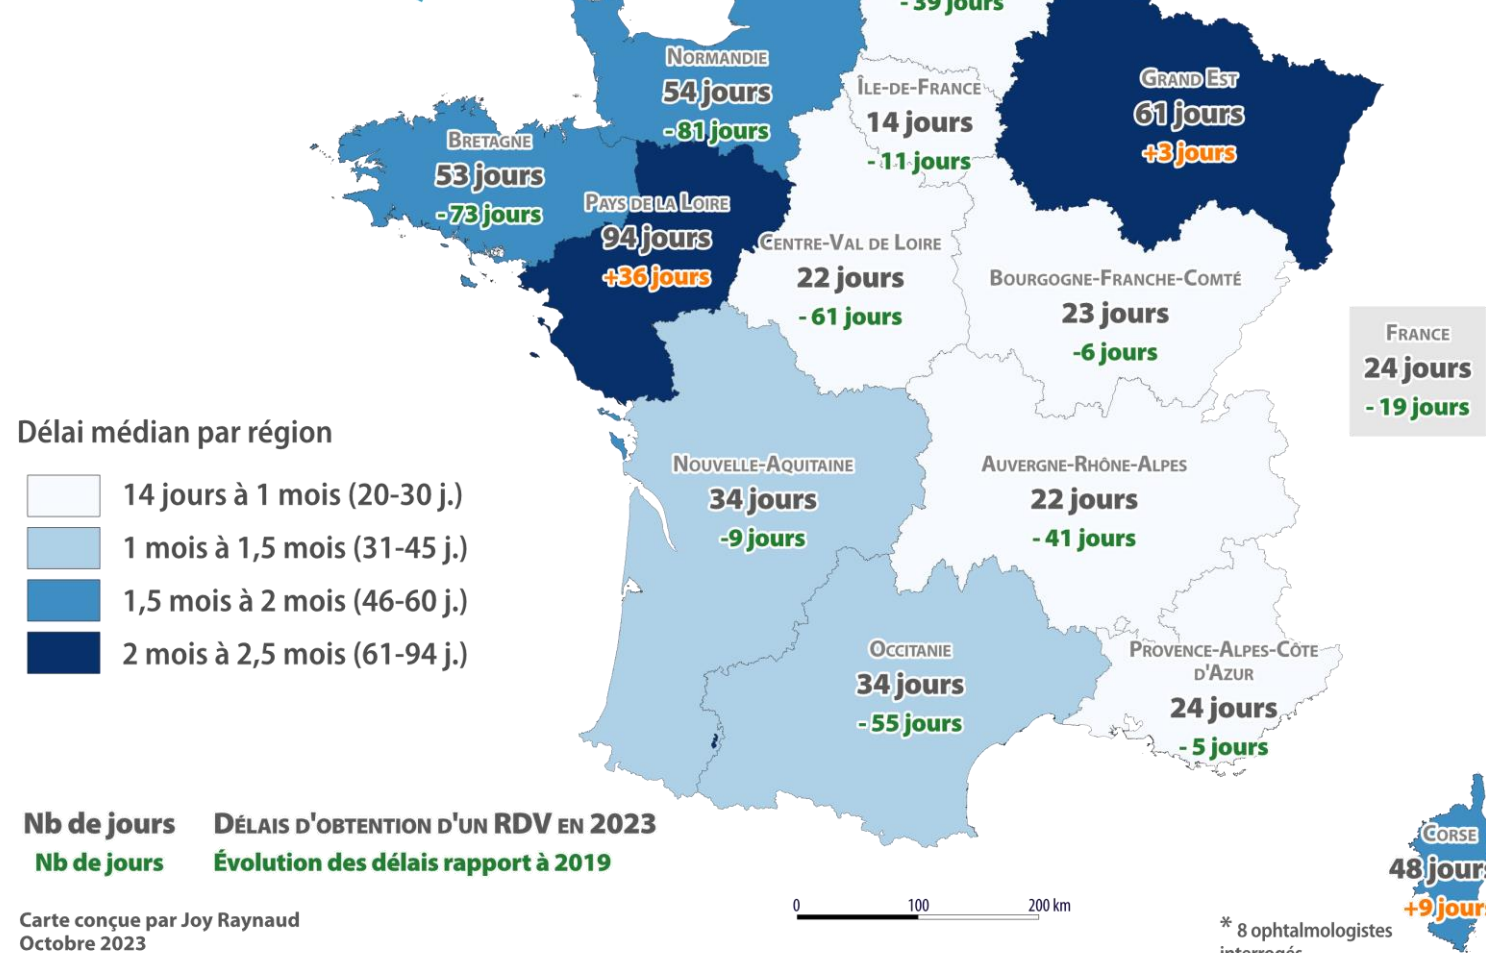 - 39 jours
NORMANDIE
54 jours
- 81 jours
ÎLE-DE-FRANCE
14 jours
- 11 jours
GRAND EST
61 jours
+3 jours
BRETAGNE
53 jours
- 73 jours
PAYS DE LA LOIRE
94 jours
+36 jours
CENTRE-VAL DE LOIRE
22 jours
- 61 jours
BOURGOGNE-FRANCHE-COMTÉ
23 jours
-6 jours
FRANCE
24 jours
- 19 jours
Délai médian par région
14 jours à 1 mois (20-30 j.)
1 mois à 1,5 mois (31-45 j.)
1,5 mois à 2 mois (46-60 j.)
2 mois à 2,5 mois (61-94 j.)
NOUVELLE-AQUITAINE
34 jours
-9 jours
AUVERGNE-RHÔNE-ALPES
22 jours
- 41 jours
OCCITANIE
34 jours
- 55 jours
PROVENCE-ALPES-CÔTE
D'AZUR
24 jours
- 5 jours
Nb de jours DÉLAIS D'OBTENTION D'UN RDV EN 2023
Nb de jours Évolution des délais rapport à 2019
CORSE
48 jours
+9 jours
Carte conçue par Joy Raynaud
Octobre 2023
0 100 200 km
* 8 ophtalmologistes
interrogés